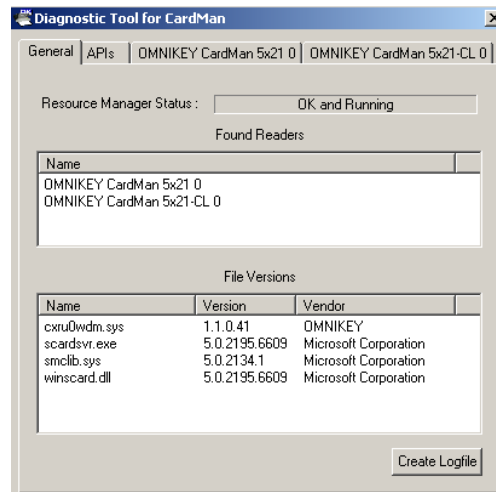 Diagnostic Tool for CardMan
General APIs OMNIKEY CardMan 5x21 0 OMNIKEY CardMan 5x21-CL 0
Resource Manager Status : OK and Running
Found Readers
Name
OMNIKEY CardMan 5x21 0
OMNIKEY CardMan 5x21-CL 0
File Versions
Name Version Vendor
cxru0wdm.sys 1.1.0.41 OMNIKEY
scardsvr.exe 5.0.2195.6609 Microsoft Corporation
smclib.sys 5.0.2134.1 Microsoft Corporation
winscard.dll 5.0.2195.6609 Microsoft Corporation
Create Logfile